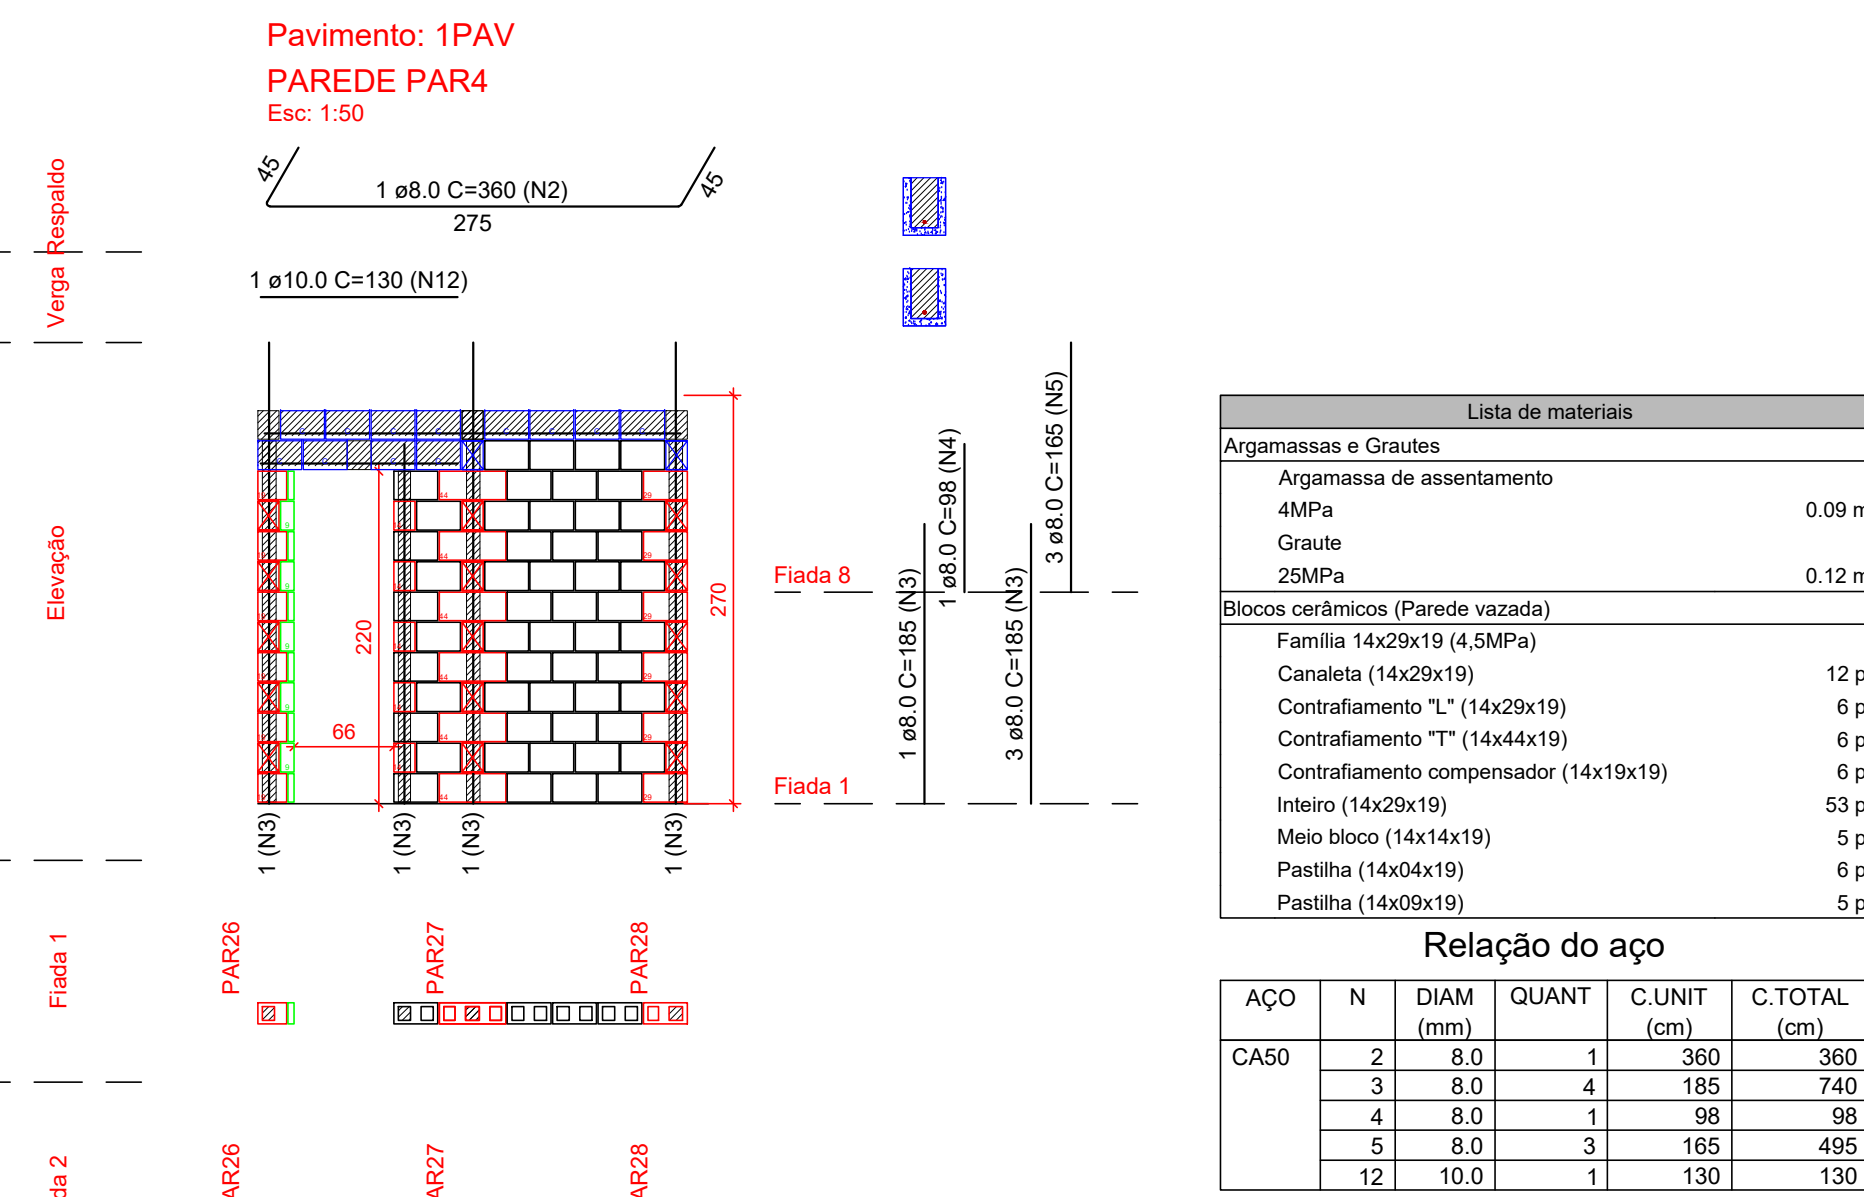 Pavimento: 1PAV
PAREDE PAR4
Esc: 1:50
Respaldo
45
1 ø8.0 C=360 (N2)
275
45
Verga
1 ø10.0 C=130 (N12)
Elevação
220
66
270
1 (N3)
1 (N3)
1 (N3)
1 (N3)
Fiada 8
Fiada 1
1 ø8.0 C=185 (N3)
1 ø8.0 C=98 (N4)
3 ø8.0 C=185 (N3)
3 ø8.0 C=165 (N5)
Fiada 1
PAR26
PAR27
PAR28
da 2
AR26
AR27
AR28
Lista de materiais
Argamassas e Grautes
Argamassa de assentamento
4MPa 0.09 m
Graute
25MPa 0.12 m
Blocos cerâmicos (Parede vazada)
Família 14x29x19 (4,5MPa)
Canaleta (14x29x19) 12 p
Contrafiamento "L" (14x29x19) 6 p
Contrafiamento "T" (14x44x19) 6 p
Contrafiamento compensador (14x19x19) 6 p
Inteiro (14x29x19) 53 p
Meio bloco (14x14x19) 5 p
Pastilha (14x04x19) 6 p
Pastilha (14x09x19) 5 p
Relação do aço
AÇO N DIAM QUANT C.UNIT C.TOTAL
(mm) (cm) (cm)
CA50 2 8.0 1 360 360
3 8.0 4 185 740
4 8.0 1 98 98
5 8.0 3 165 495
12 10.0 1 130 130